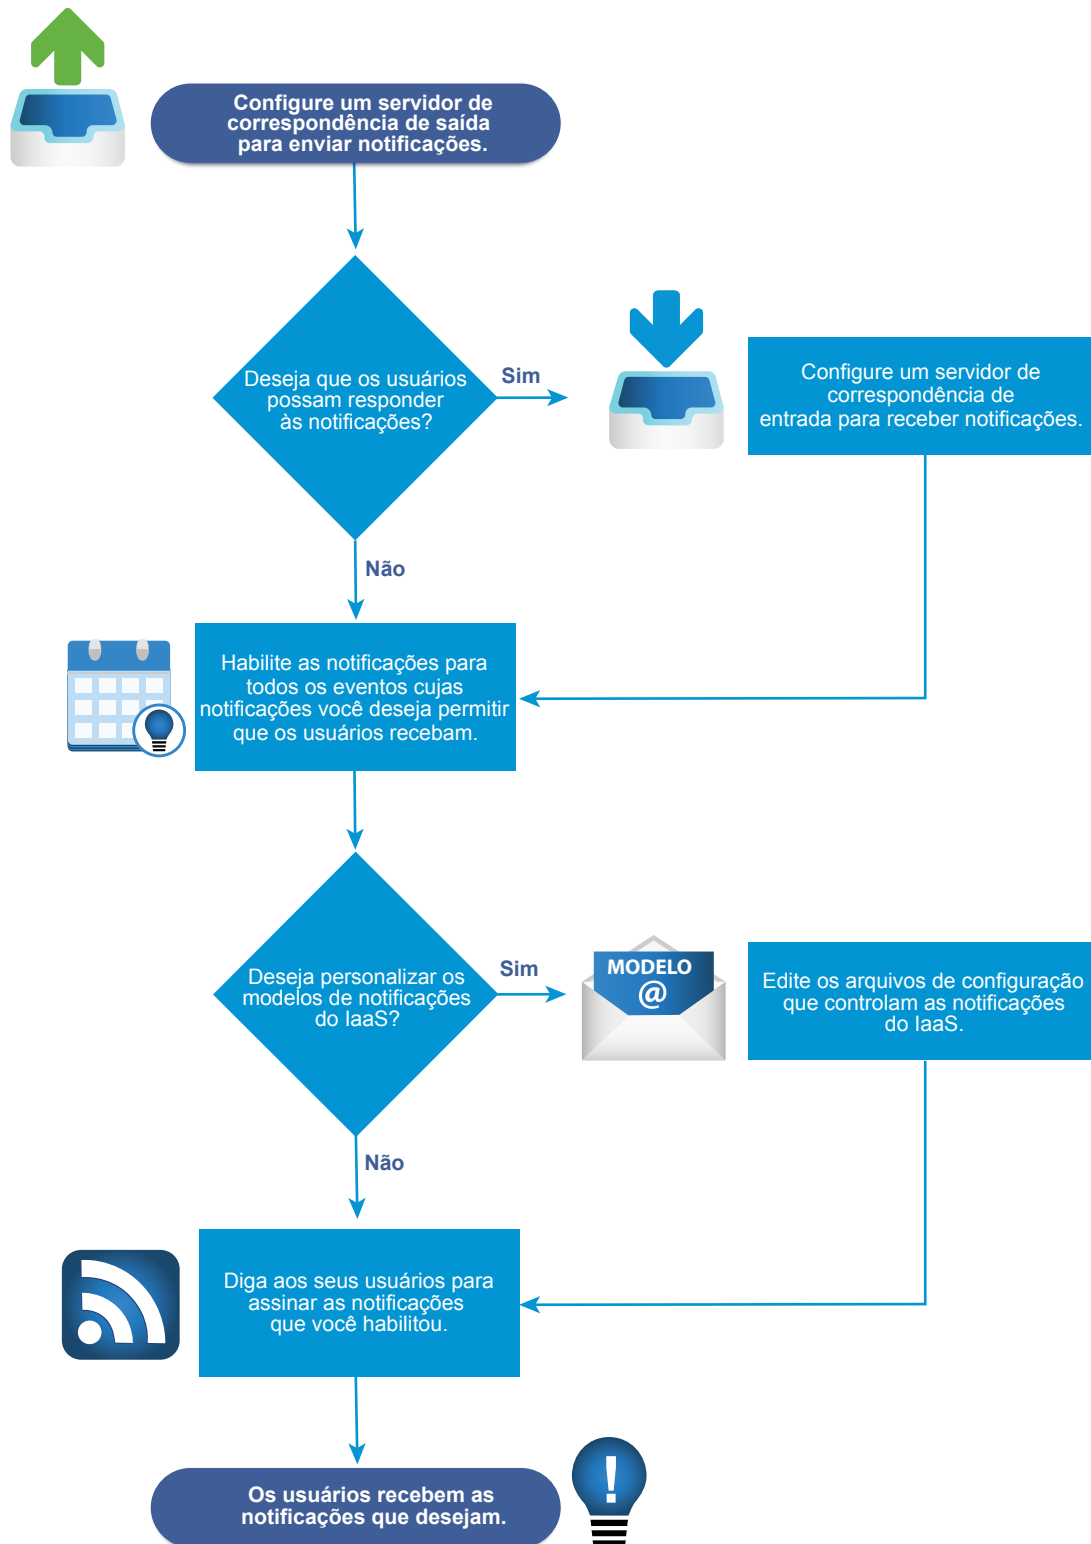 Configure um servidor de
correspondência de saída
para enviar notificações.
Deseja que os usuários
possam responder
às notificações?
Sim
Configure um servidor de
correspondência de
entrada para receber notificações.
Não
Habilite as notificações para
todos os eventos cujas
notificações você deseja permitir
que os usuários recebam.
Deseja personalizar os
modelos de notificações
do IaaS?
Sim
MODELO
@
Edite os arquivos de configuração
que controlam as notificações
do IaaS.
Não
Diga aos seus usuários para
assinar as notificações
que você habilitou.
Os usuários recebem as
notificações que desejam.
!